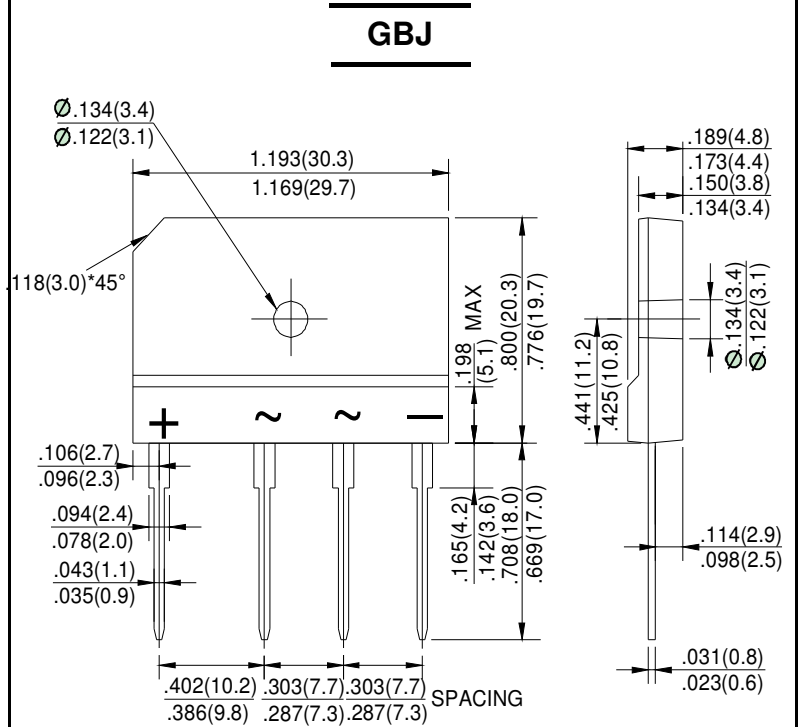 GBJ
Ø.134(3.4)
Ø.122(3.1)
1.193(30.3)
1.169(29.7)
.118(3.0)*45°
.189(4.8)
.173(4.4)
.150(3.8)
.134(3.4)
.198 MAX
(5.1)
.800(20.3)
.776(19.7)
.441(11.2)
.425(10.8)
Ø.134(3.4)
Ø.122(3.1)
+ ~ ~ —
.106(2.7)
.096(2.3)
.094(2.4)
.078(2.0)
.043(1.1)
.035(0.9)
.165(4.2)
.142(3.6)
.708(18.0)
.669(17.0)
.114(2.9)
.098(2.5)
.402(10.2) .303(7.7) .303(7.7) SPACING
.386(9.8) .287(7.3) .287(7.3)
.031(0.8)
.023(0.6)